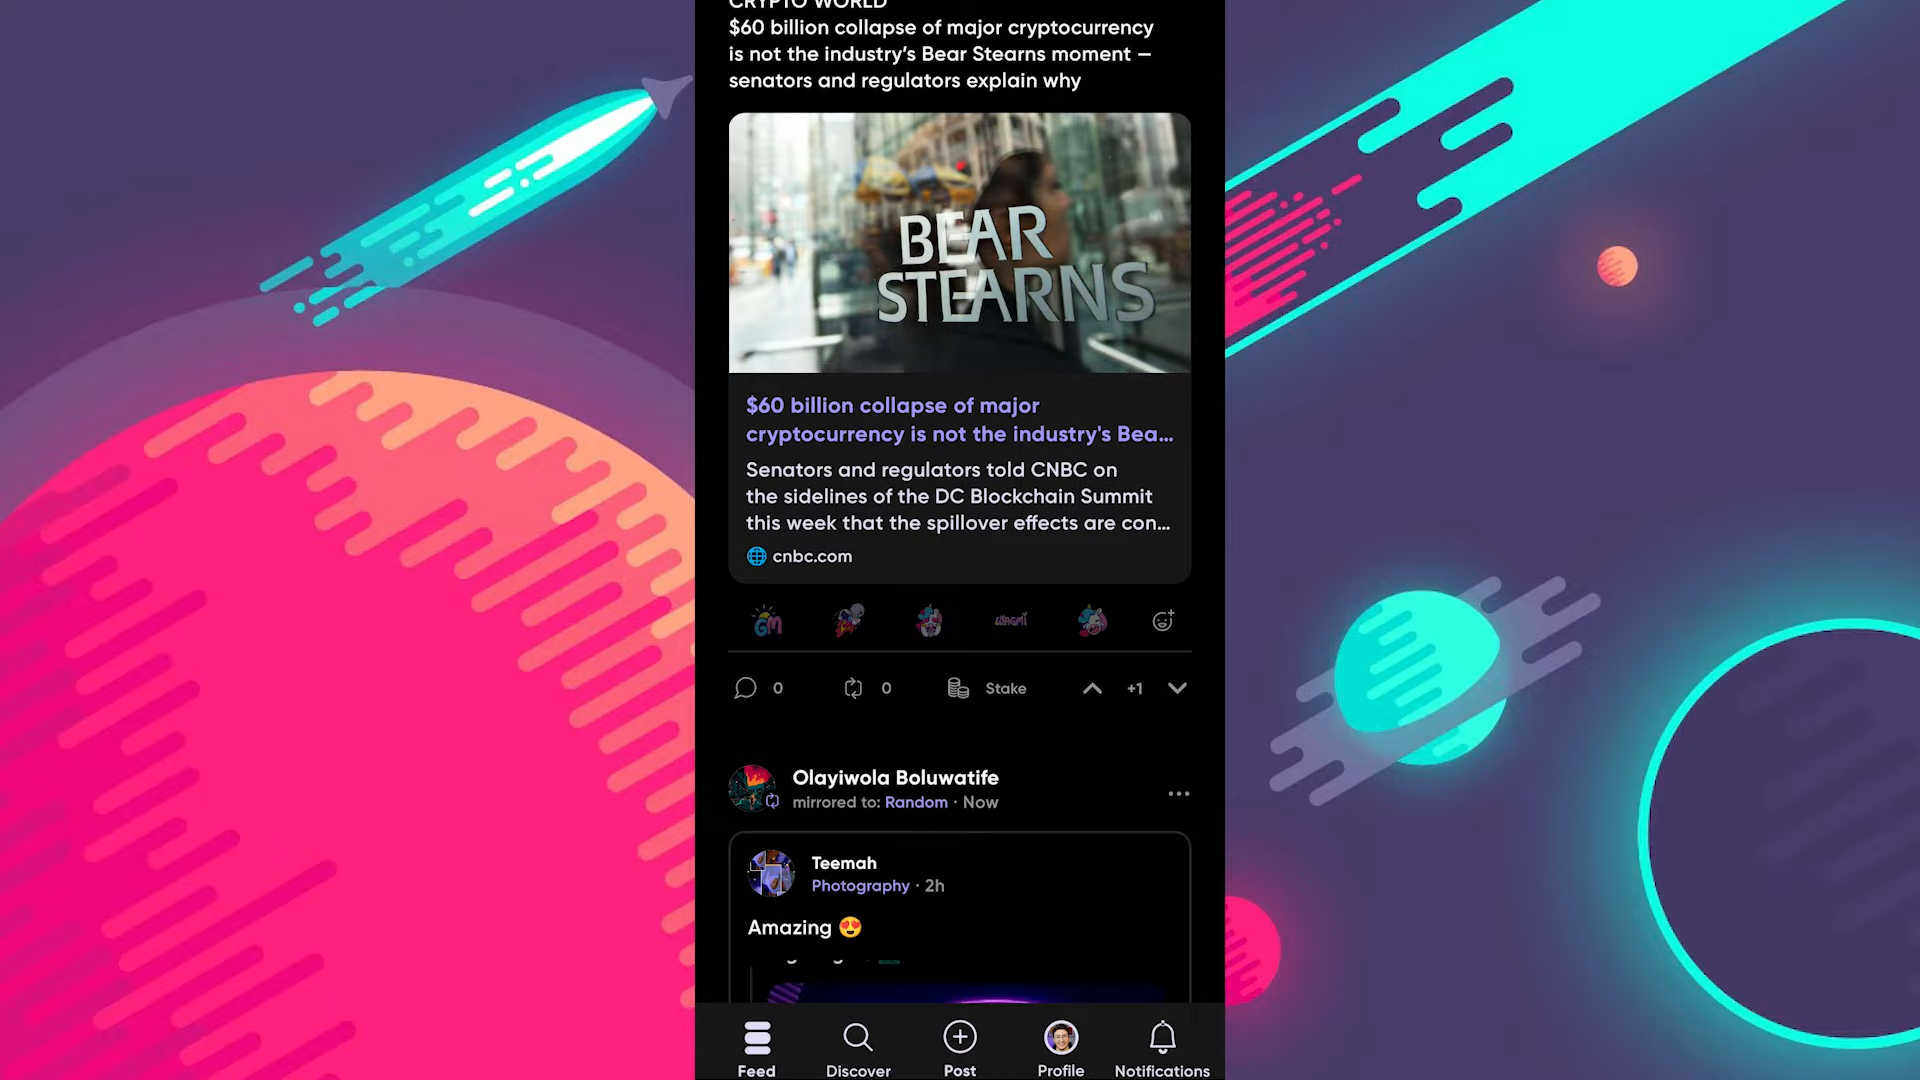 CRYPTO WORLD
$60 billion collapse of major cryptocurrency
is not the industry’s Bear Stearns moment —
senators and regulators explain why
BEAR
STEARNS
$60 billion collapse of major
cryptocurrency is not the industry's Bea...
Senators and regulators told CNBC on
the sidelines of the DC Blockchain Summit
this week that the spillover effects are con...
cnbc.com
GM
WAGMI
0
0
Stake
+1
Olayiwola Boluwatife
mirrored to: Random · Now
Teemah
Photography · 2h
Amazing 😍
Feed
Discover
Post
Profile
Notifications